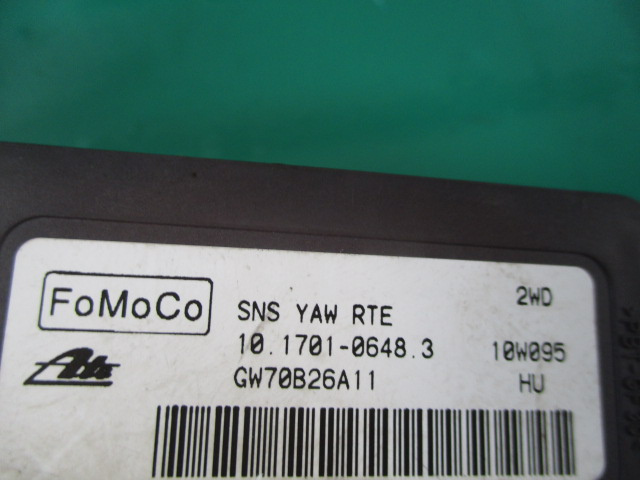 FoMoCo
SNS YAW RTE
2WD
10.1701-0648.3
10W095
Ate
GW70B26A11
HU